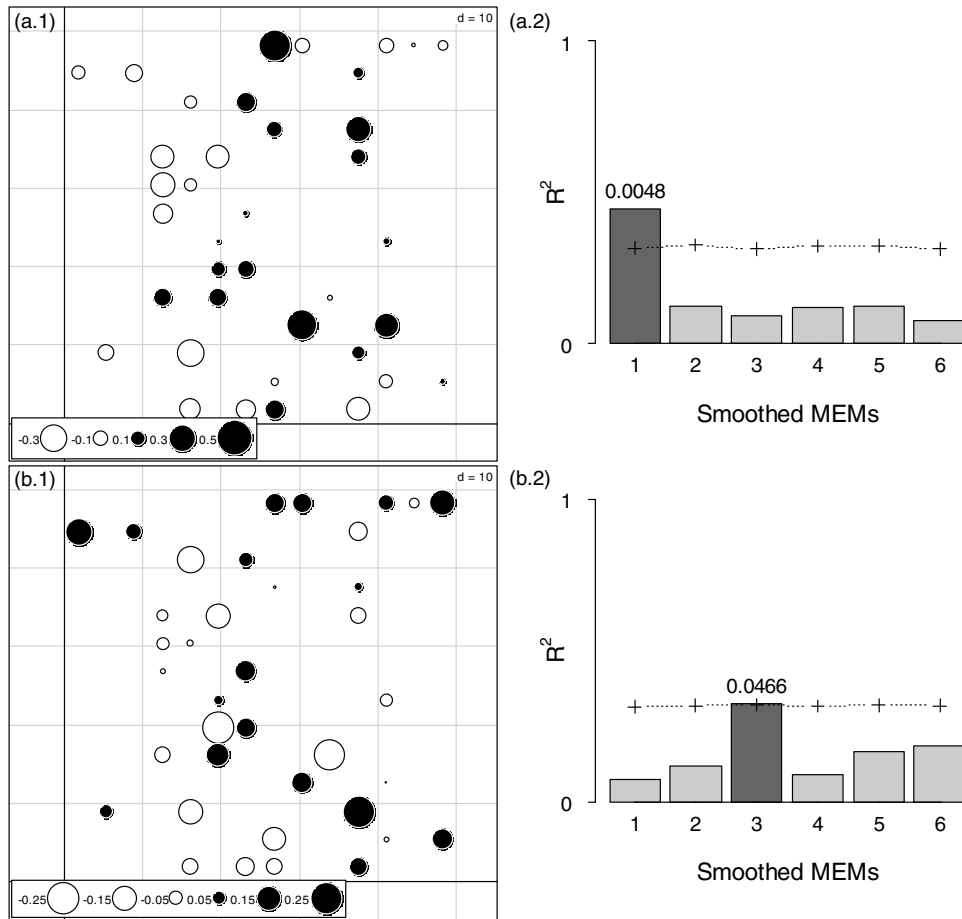 (a.1)
d = 10
-0.3 -0.1 0.1 0.3 0.5
(a.2)
1
R2
0.0048
0
1 2 3 4 5 6
Smoothed MEMs
(b.1)
d = 10
-0.25 -0.15 -0.05 0.05 0.15 0.25
(b.2)
1
R2
0.0466
0
1 2 3 4 5 6
Smoothed MEMs